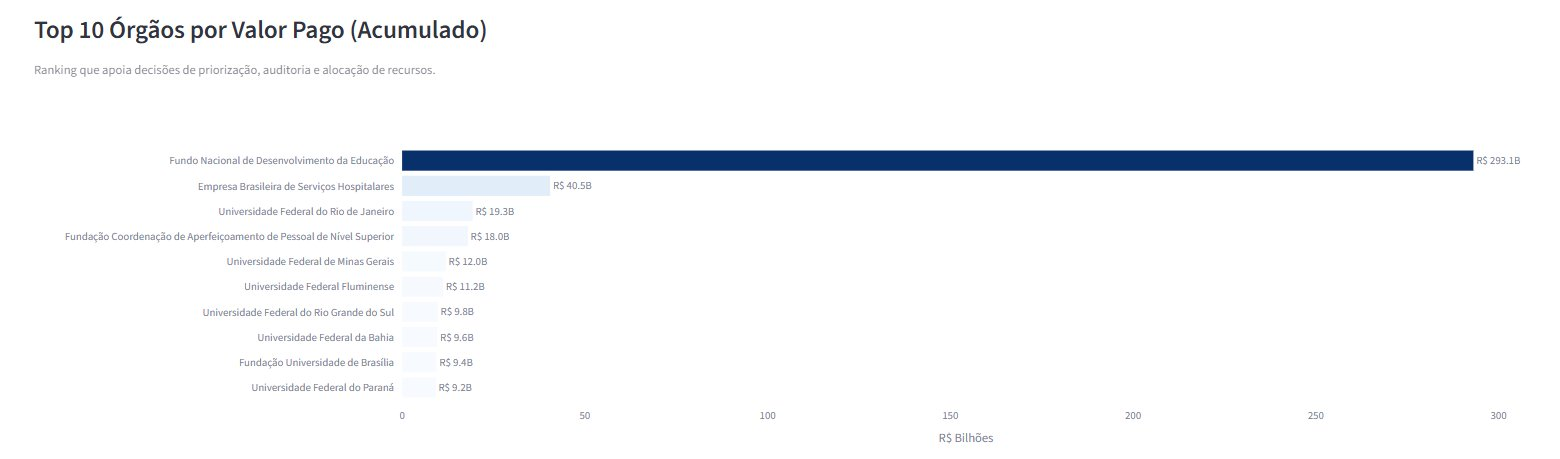 Top 10 Órgãos por Valor Pago (Acumulado)
Ranking que apoia decisões de priorização, auditoria e alocação de recursos.
Fundo Nacional de Desenvolvimento da Educação R$ 293.1B
Empresa Brasileira de Serviços Hospitalares R$ 40.5B
Universidade Federal do Rio de Janeiro R$ 19.3B
Fundação Coordenação de Aperfeiçoamento de Pessoal de Nível Superior R$ 18.0B
Universidade Federal de Minas Gerais R$ 12.0B
Universidade Federal Fluminense R$ 11.2B
Universidade Federal do Rio Grande do Sul R$ 9.8B
Universidade Federal da Bahia R$ 9.6B
Fundação Universidade de Brasília R$ 9.4B
Universidade Federal do Paraná R$ 9.2B
0 50 100 150 200 250 300
R$ Bilhões